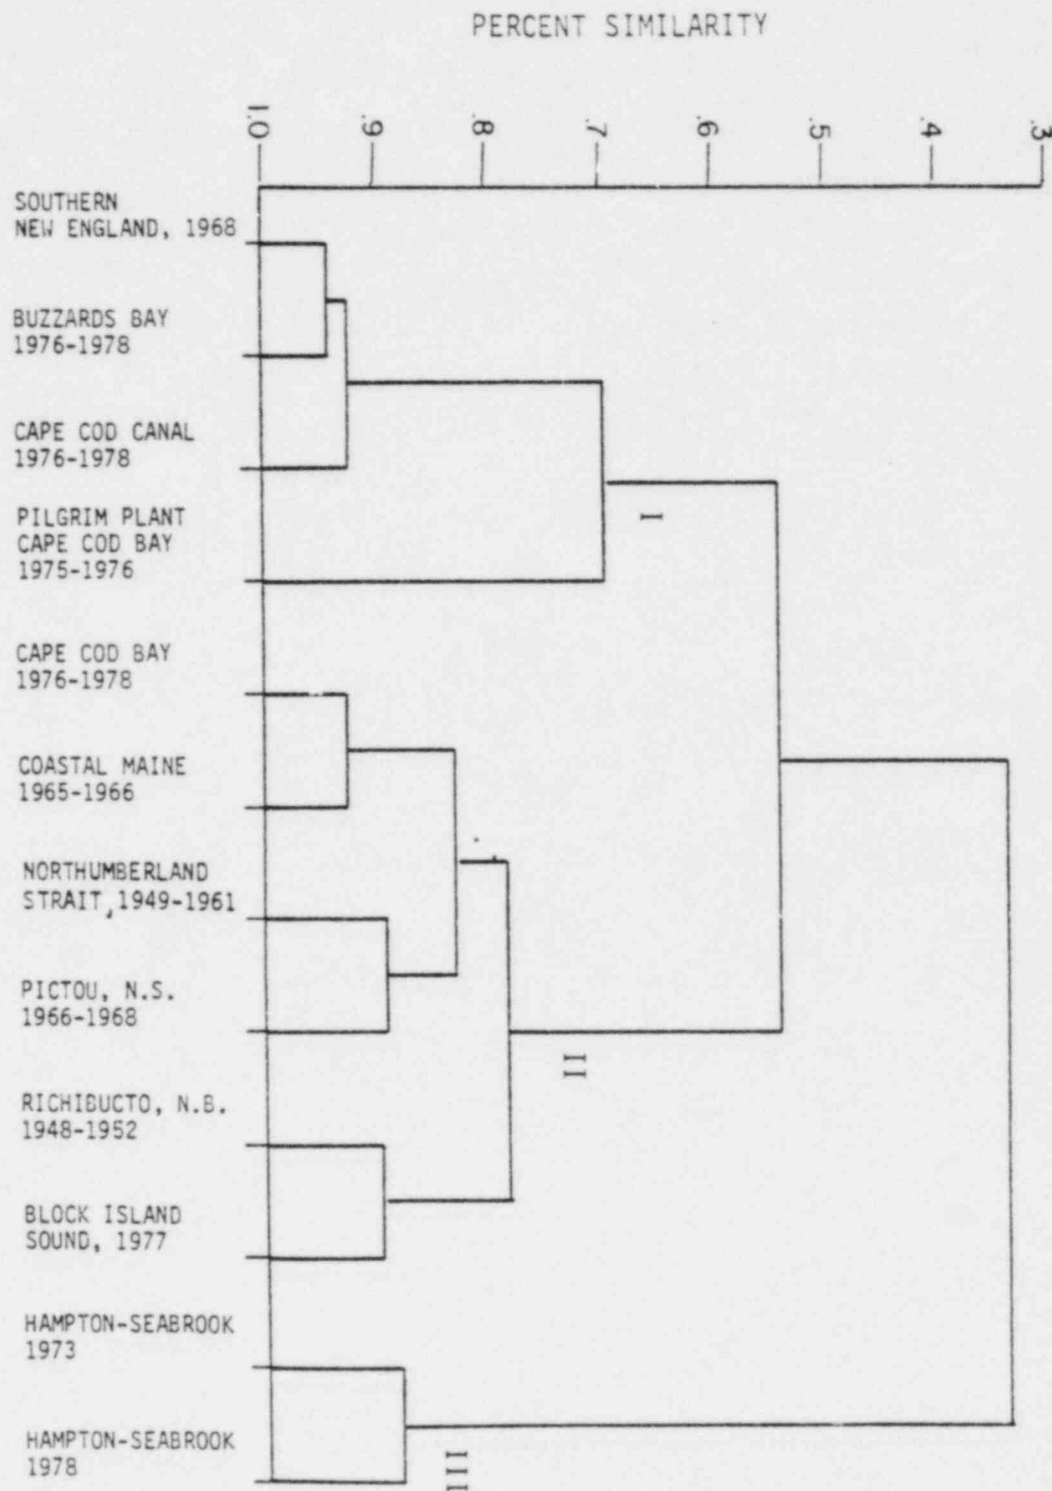 PERCENT SIMILARITY
1.0 .9 .8 .7 .6 .5 .4 .3
SOUTHERN
NEW ENGLAND, 1968
BUZZARDS BAY
1976-1978
CAPE COD CANAL
1976-1978
I
PILGRIM PLANT
CAPE COD BAY
1975-1976
CAPE COD BAY
1976-1978
COASTAL MAINE
1965-1966
NORTHUMBERLAND
STRAIT, 1949-1961
PICTOU, N.S.
1966-1968
II
RICHIBUCTO, N.B.
1948-1952
BLOCK ISLAND
SOUND, 1977
HAMPTON-SEABROOK
1973
HAMPTON-SEABROOK
1978
III